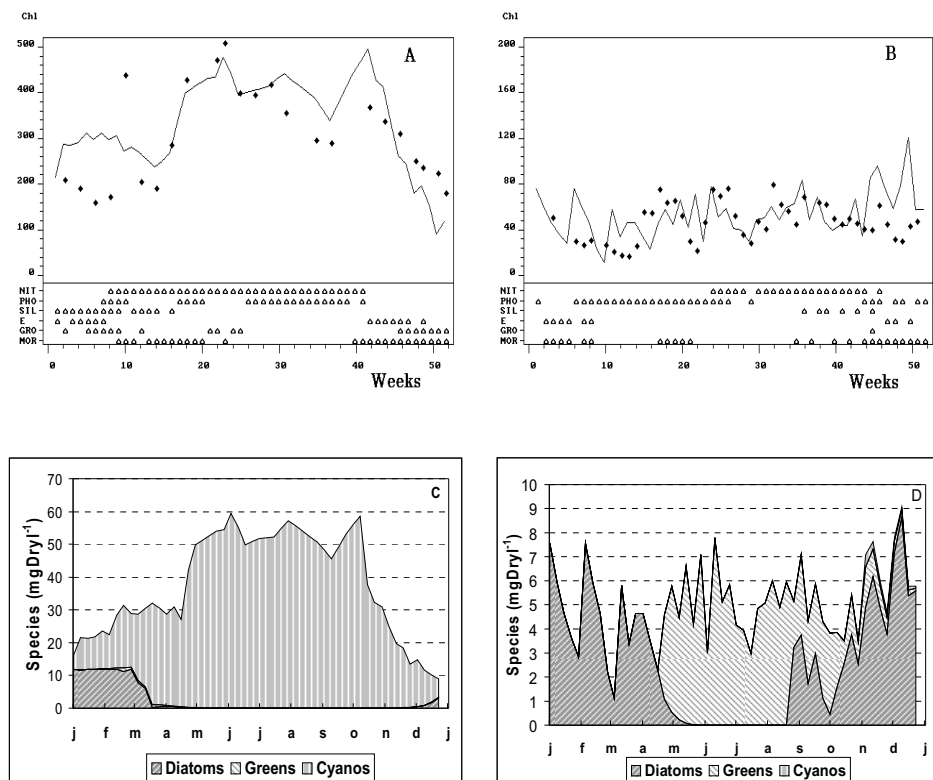 Chl
A
500
400
300
200
100
0
NIT
PHO
SIL
E
GRO
MOR
0 10 20 30 40 50
Weeks
Chl
B
200
160
120
80
40
0
NIT
PHO
SIL
E
GRO
MOR
0 10 20 30 40 50
Weeks
C
Species (mgDryl-1)
70
60
50
40
30
20
10
0
j f m a m j j a s o n d j
Diatoms Greens Cyanos
D
Species (mgDryl-1)
10
9
8
7
6
5
4
3
2
1
0
j f m a m j j a s o n d j
Diatoms Greens Cyanos